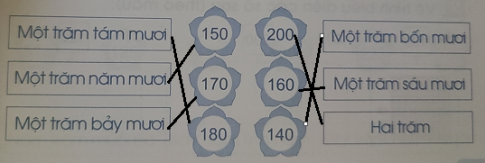 Một trăm tám mươi 150 200 Một trăm bốn mươi
Một trăm năm mươi 170 160 Một trăm sáu mươi
Một trăm bảy mươi 180 140 Hai trăm